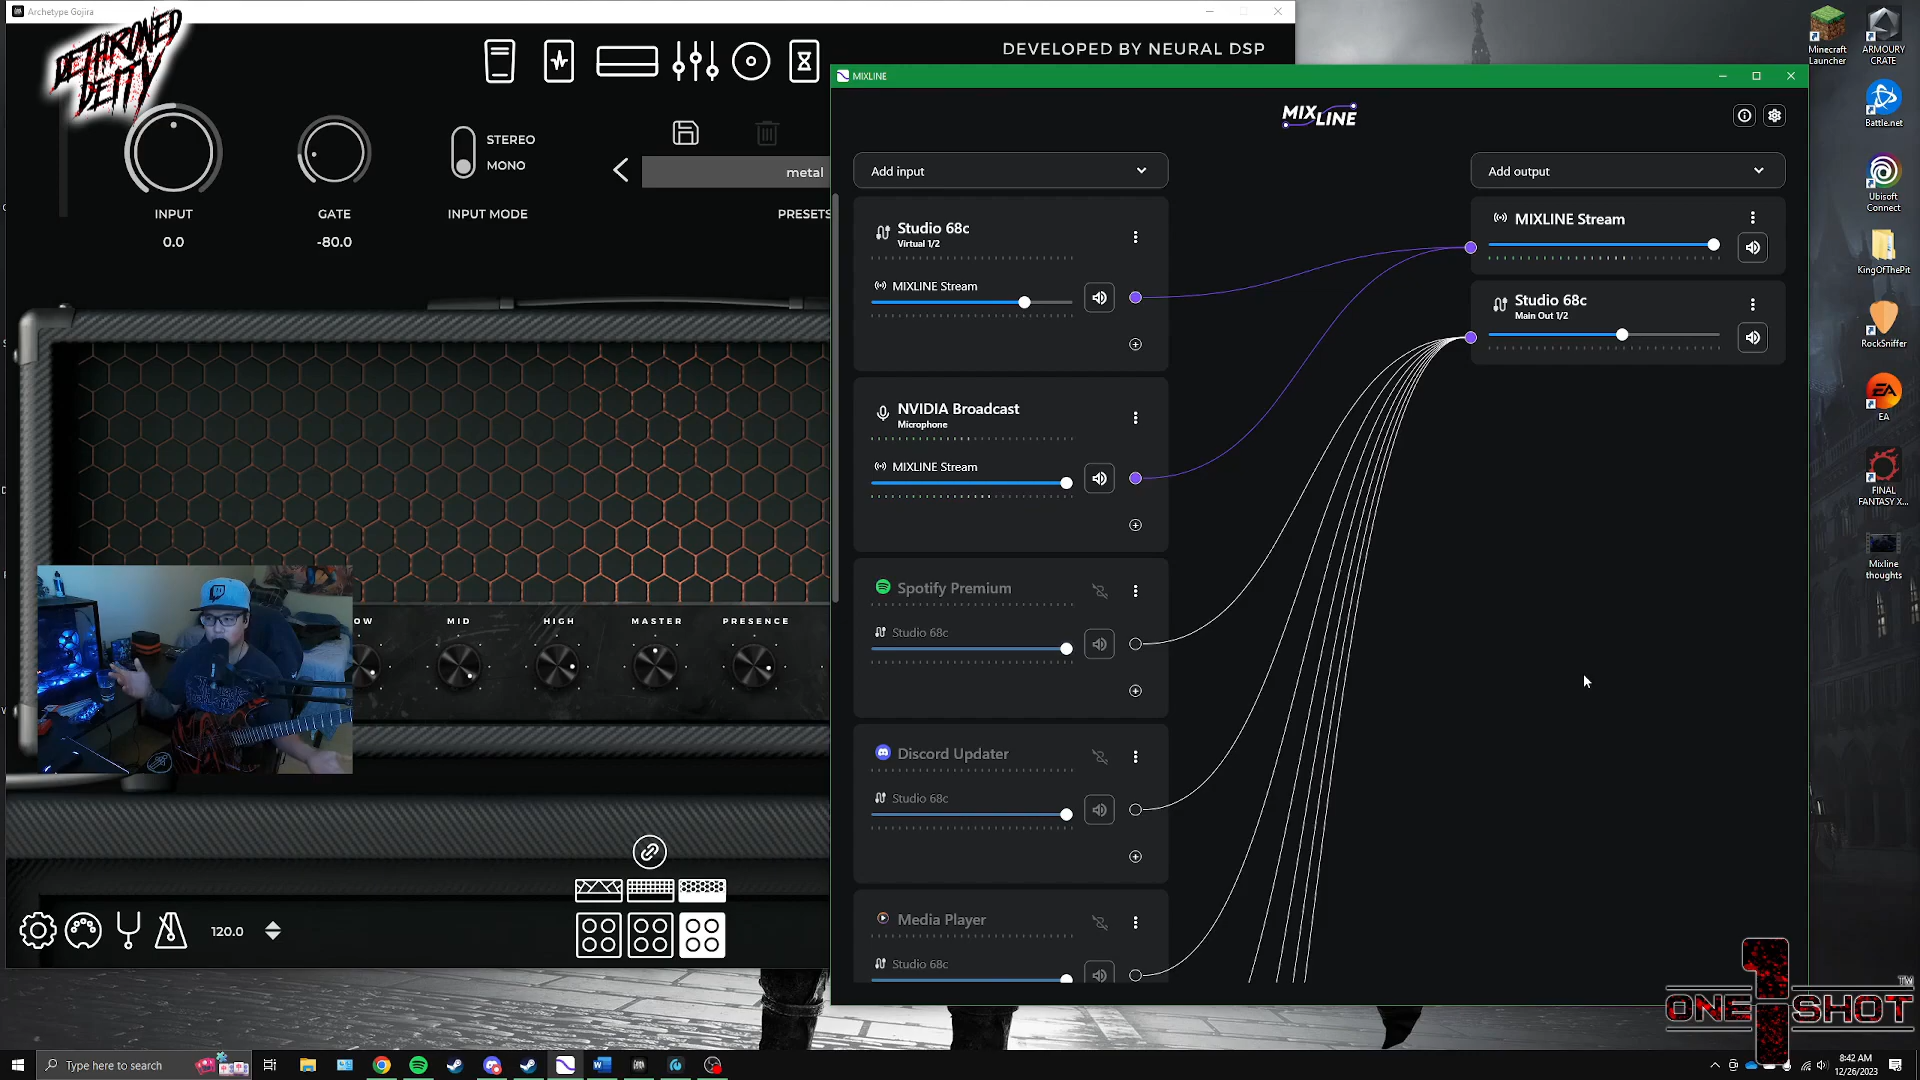 Archetype Gojira
DETHRONED
DEITY
DEVELOPED BY NEURAL DSP
INPUT
0.0
GATE
-80.0
STEREO
MONO
INPUT MODE
metal
PRESETS
OW
MID
HIGH
MASTER
PRESENCE
120.0
MIXLINE
MIXLINE
Add input
Studio 68c
Virtual 1/2
MIXLINE Stream
NVIDIA Broadcast
Microphone
MIXLINE Stream
Spotify Premium
Studio 68c
Discord Updater
Studio 68c
Media Player
Studio 68c
Add output
MIXLINE Stream
Studio 68c
Main Out 1/2
Minecraft
Launcher
ARMOURY
CRATE
Battle.net
Ubisoft
Connect
KingOfThePit
RockSniffer
EA
FINAL
FANTASY X...
Mixline
thoughts
1
ONE SHOT
TM
Type here to search
8:42 AM
12/26/2023